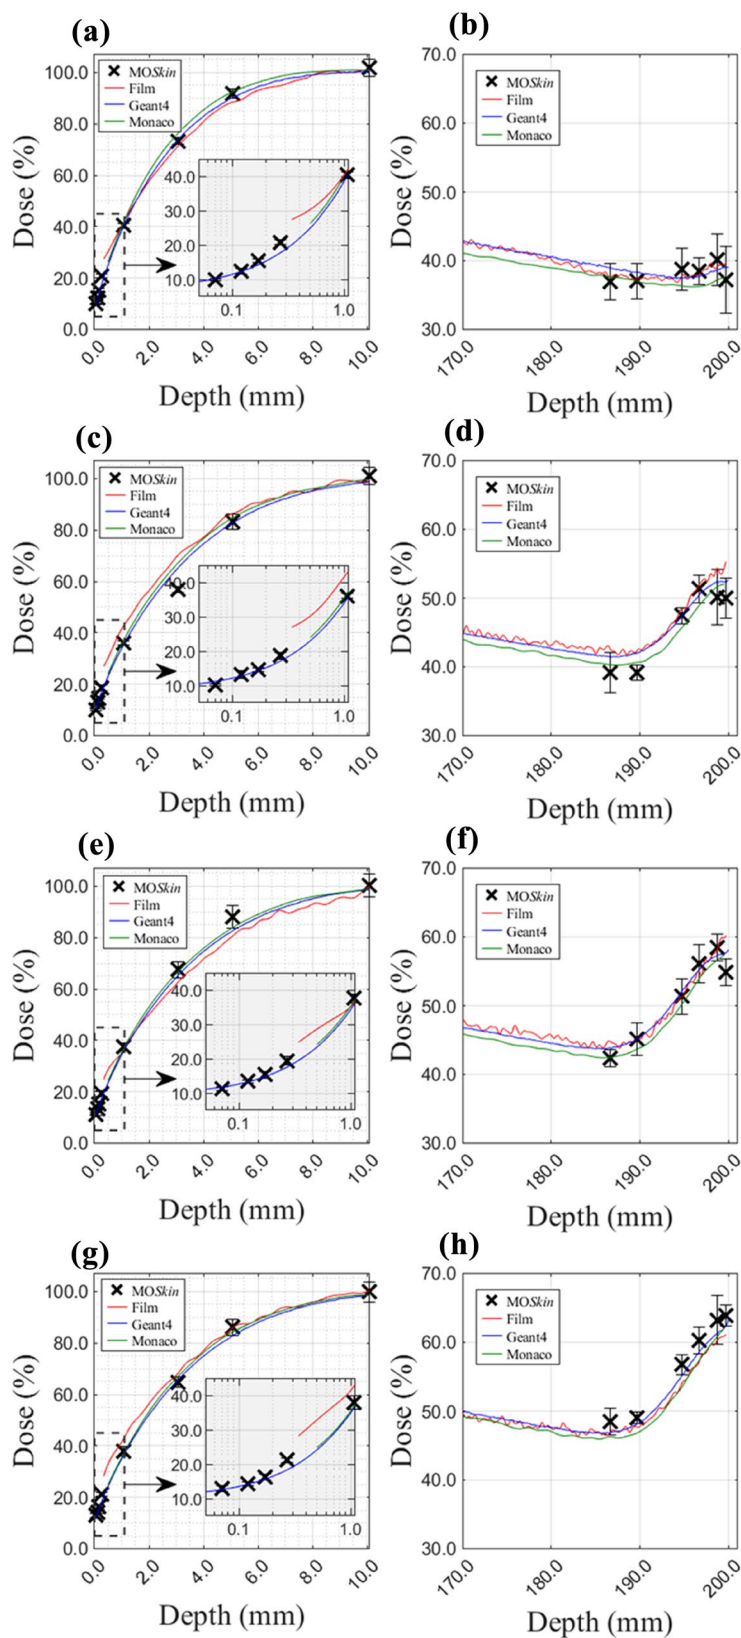 (a)
Dose (%)
100.0
80.0
60.0
40.0
20.0
0.0
MOSkin
Film
Geant4
Monaco
40.0
30.0
20.0
10.0
0.1
1.0
0.0
2.0
4.0
6.0
8.0
10.0
Depth (mm)
(b)
Dose (%)
70.0
60.0
50.0
40.0
30.0
MOSkin
Film
Geant4
Monaco
170.0
180.0
190.0
200.0
Depth (mm)
(c)
Dose (%)
100.0
80.0
60.0
40.0
20.0
0.0
MOSkin
Film
Geant4
Monaco
40.0
30.0
20.0
10.0
0.1
1.0
0.0
2.0
4.0
6.0
8.0
10.0
Depth (mm)
(d)
Dose (%)
70.0
60.0
50.0
40.0
30.0
MOSkin
Film
Geant4
Monaco
170.0
180.0
190.0
200.0
Depth (mm)
(e)
Dose (%)
100.0
80.0
60.0
40.0
20.0
0.0
MOSkin
Film
Geant4
Monaco
40.0
30.0
20.0
10.0
0.1
1.0
0.0
2.0
4.0
6.0
8.0
10.0
Depth (mm)
(f)
Dose (%)
70.0
60.0
50.0
40.0
30.0
MOSkin
Film
Geant4
Monaco
170.0
180.0
190.0
200.0
Depth (mm)
(g)
Dose (%)
100.0
80.0
60.0
40.0
20.0
0.0
MOSkin
Film
Geant4
Monaco
40.0
30.0
20.0
10.0
0.1
1.0
0.0
2.0
4.0
6.0
8.0
10.0
Depth (mm)
(h)
Dose (%)
70.0
60.0
50.0
40.0
30.0
MOSkin
Film
Geant4
Monaco
170.0
180.0
190.0
200.0
Depth (mm)